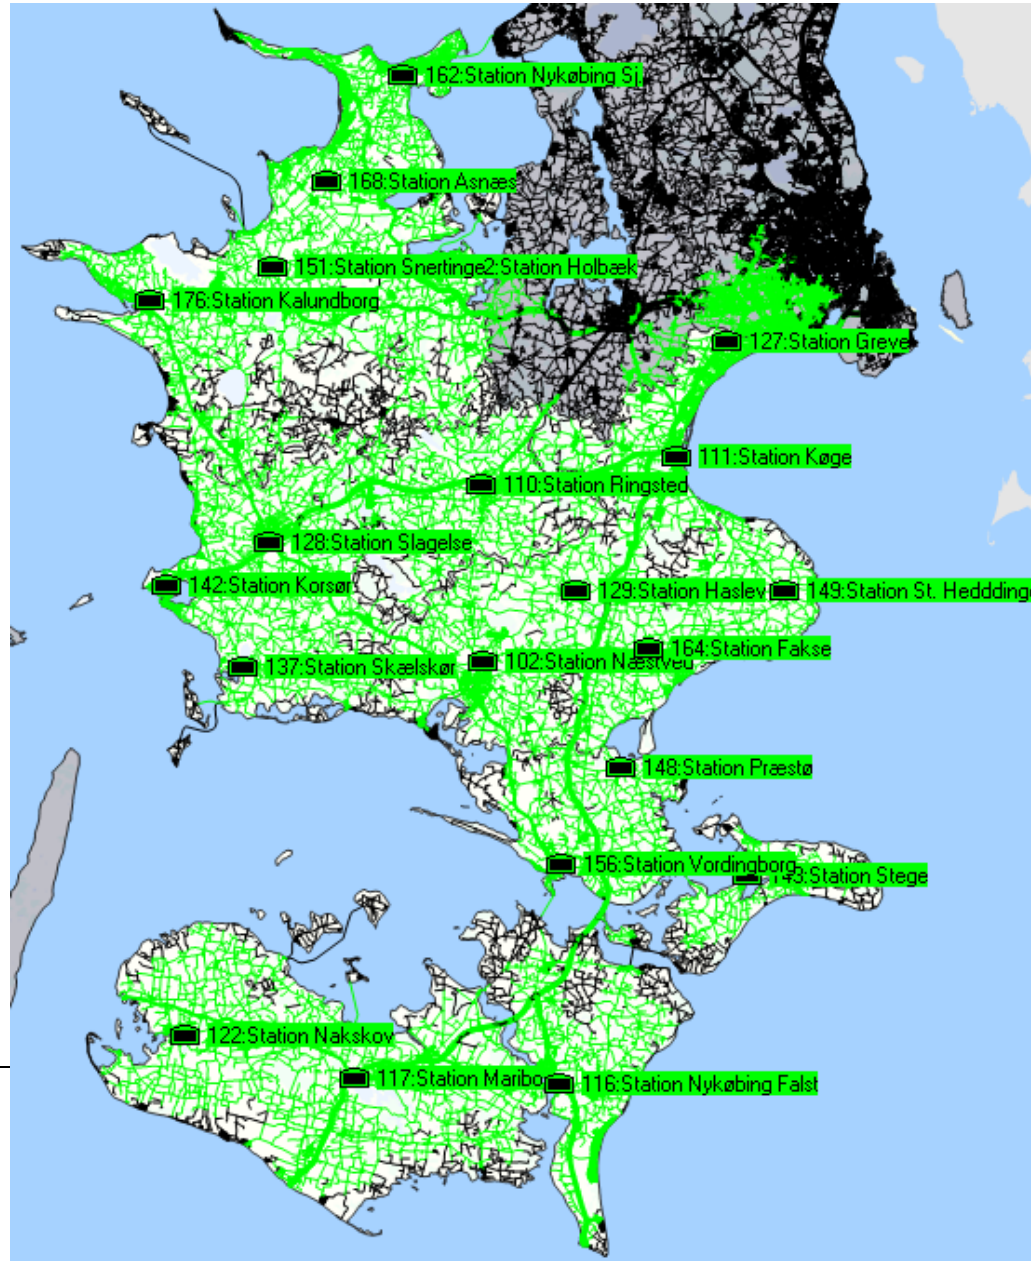 162:Station Nykøbing Sj.
168:Station Asnæs
151:Station Snertinge
2:Station Holbæk
176:Station Kalundborg
127:Station Greve
111:Station Køge
110:Station Ringsted
128:Station Slagelse
142:Station Korsør
129:Station Haslev
149:Station St. Hedddinge
164:Station Fakse
137:Station Skælskør
102:Station Næstved
148:Station Præstø
156:Station Vordingborg
143:Station Stege
122:Station Nakskov
117:Station Maribo
116:Station Nykøbing Falst